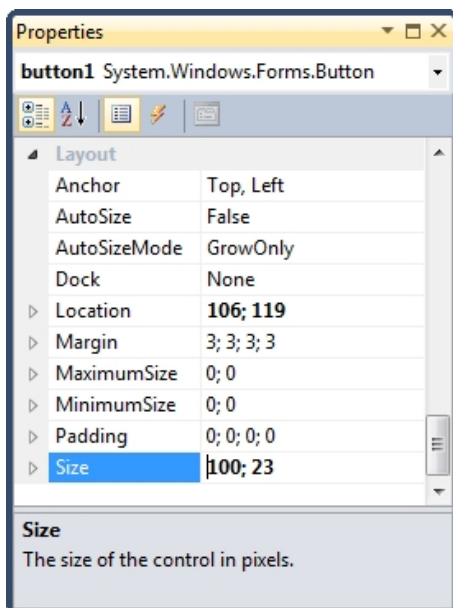 Properties
button1 System.Windows.Forms.Button
Layout
Anchor Top, Left
AutoSize False
AutoSizeMode GrowOnly
Dock None
Location 106; 119
Margin 3; 3; 3; 3
MaximumSize 0; 0
MinimumSize 0; 0
Padding 0; 0; 0; 0
Size 100; 23
Size
The size of the control in pixels.